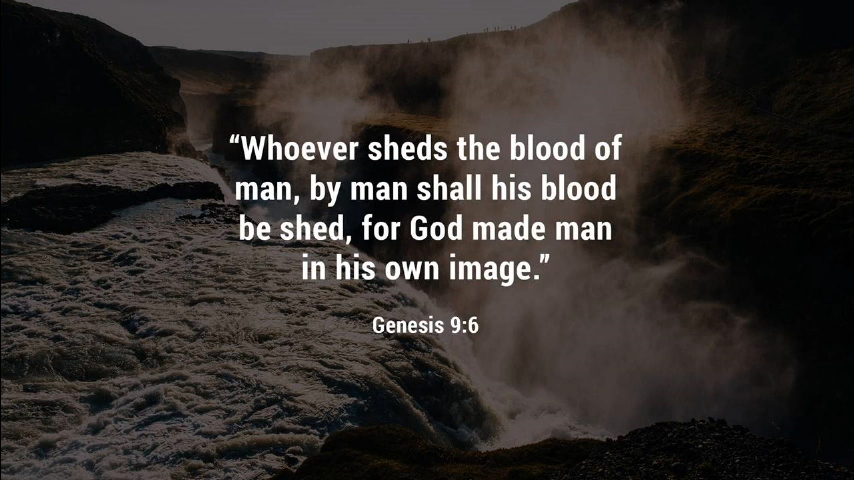 “Whoever sheds the blood of
man, by man shall his blood
be shed, for God made man
in his own image.”
Genesis 9:6